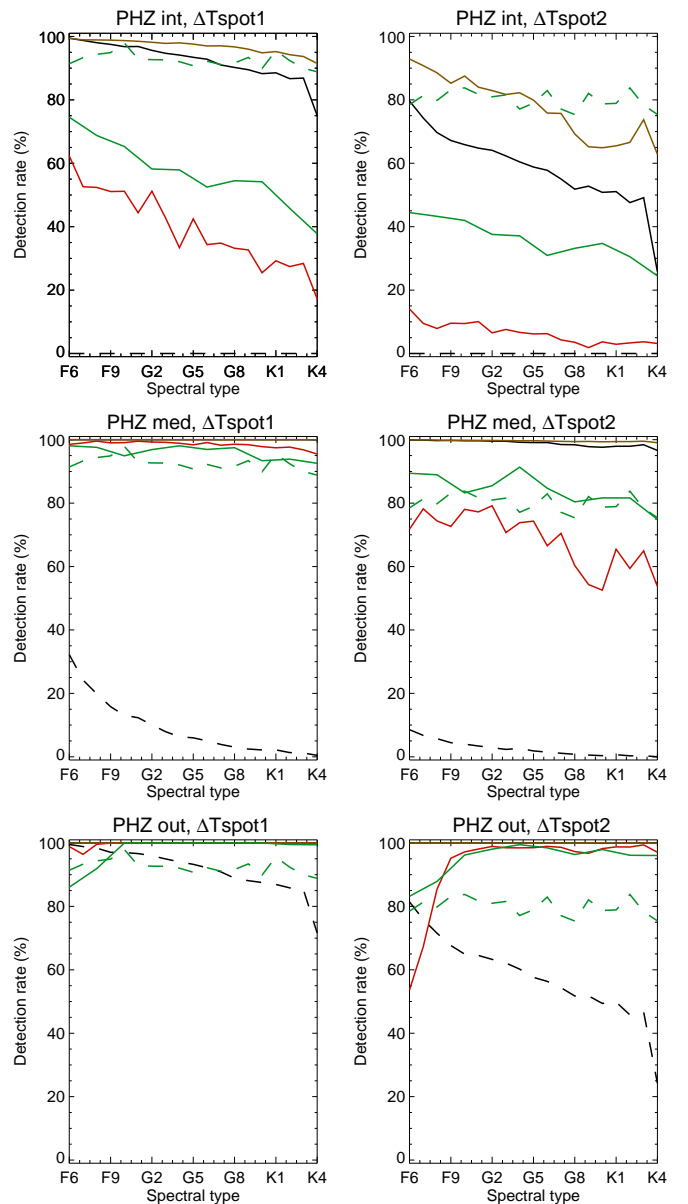 PHZ int, ΔTspot1
100
80
60
40
20
0
Detection rate (%)
F6 F9 G2 G5 G8 K1 K4
Spectral type
PHZ int, ΔTspot2
100
80
60
40
20
0
Detection rate (%)
F6 F9 G2 G5 G8 K1 K4
Spectral type
PHZ med, ΔTspot1
100
80
60
40
20
0
Detection rate (%)
F6 F9 G2 G5 G8 K1 K4
Spectral type
PHZ med, ΔTspot2
100
80
60
40
20
0
Detection rate (%)
F6 F9 G2 G5 G8 K1 K4
Spectral type
PHZ out, ΔTspot1
100
80
60
40
20
0
Detection rate (%)
F6 F9 G2 G5 G8 K1 K4
Spectral type
PHZ out, ΔTspot2
100
80
60
40
20
0
Detection rate (%)
F6 F9 G2 G5 G8 K1 K4
Spectral type